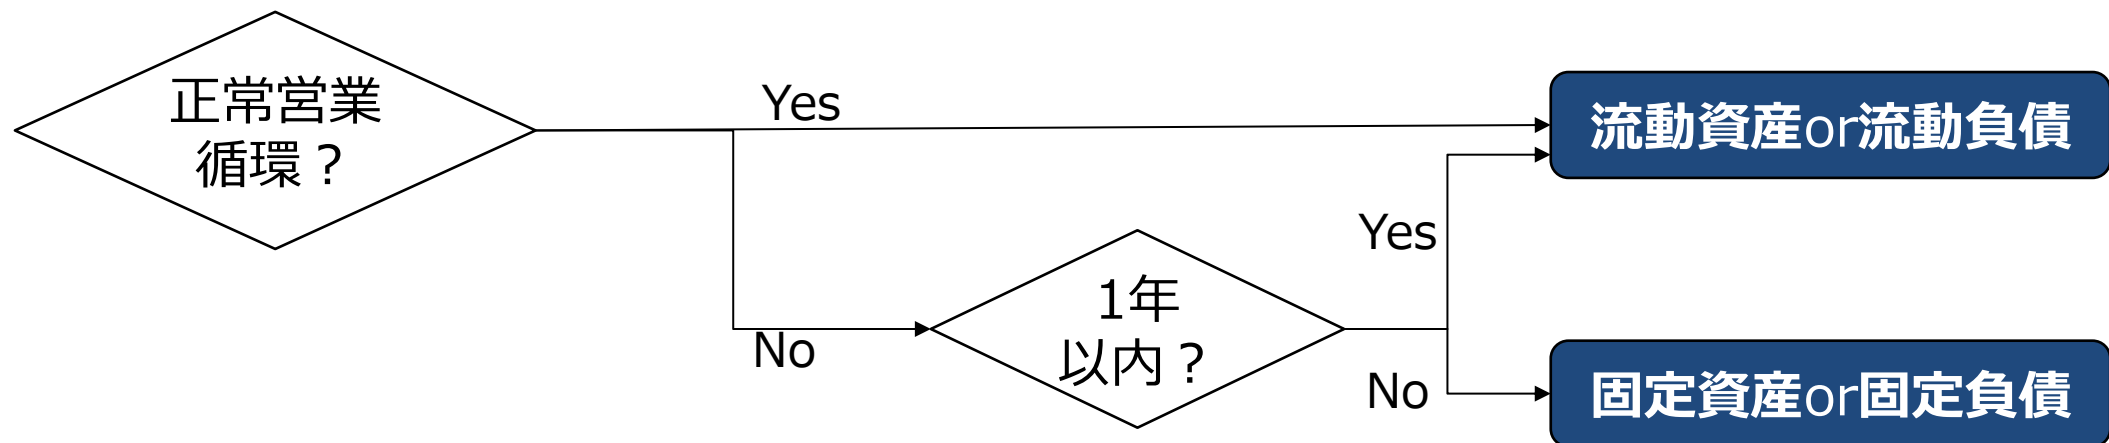 正常営業
循環？
Yes
流動資産or流動負債
Yes
1年
以内？
No
No
固定資産or固定負債